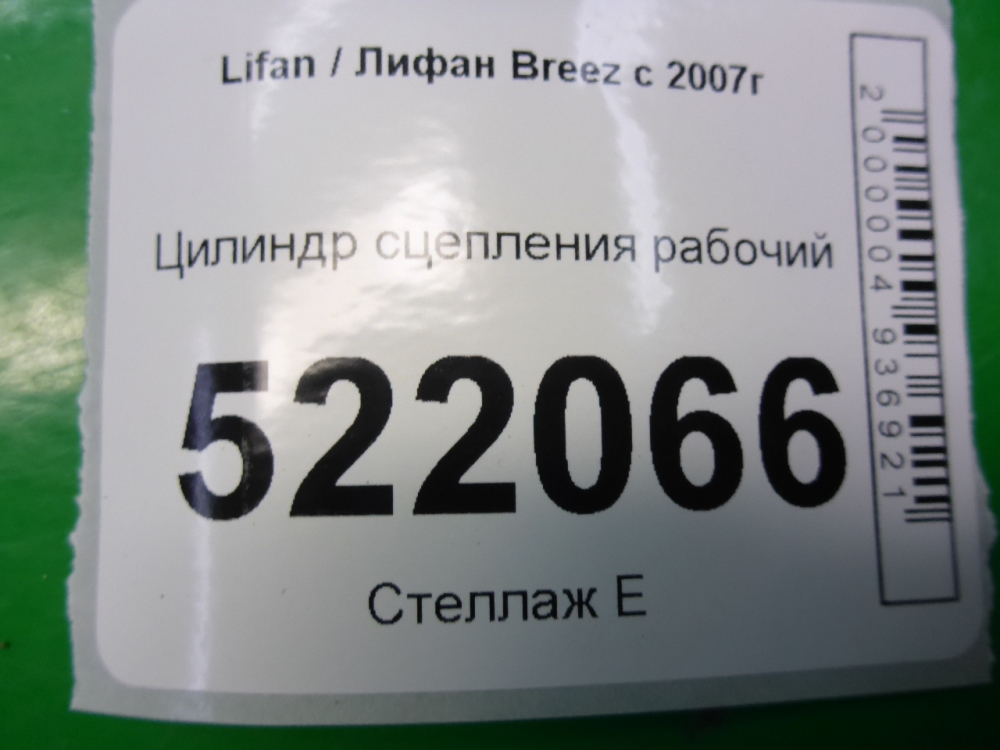 Lifan / Лифан Breez с 2007г
Цилиндр сцепления рабочий
522066
Стеллаж Е
2000004936921